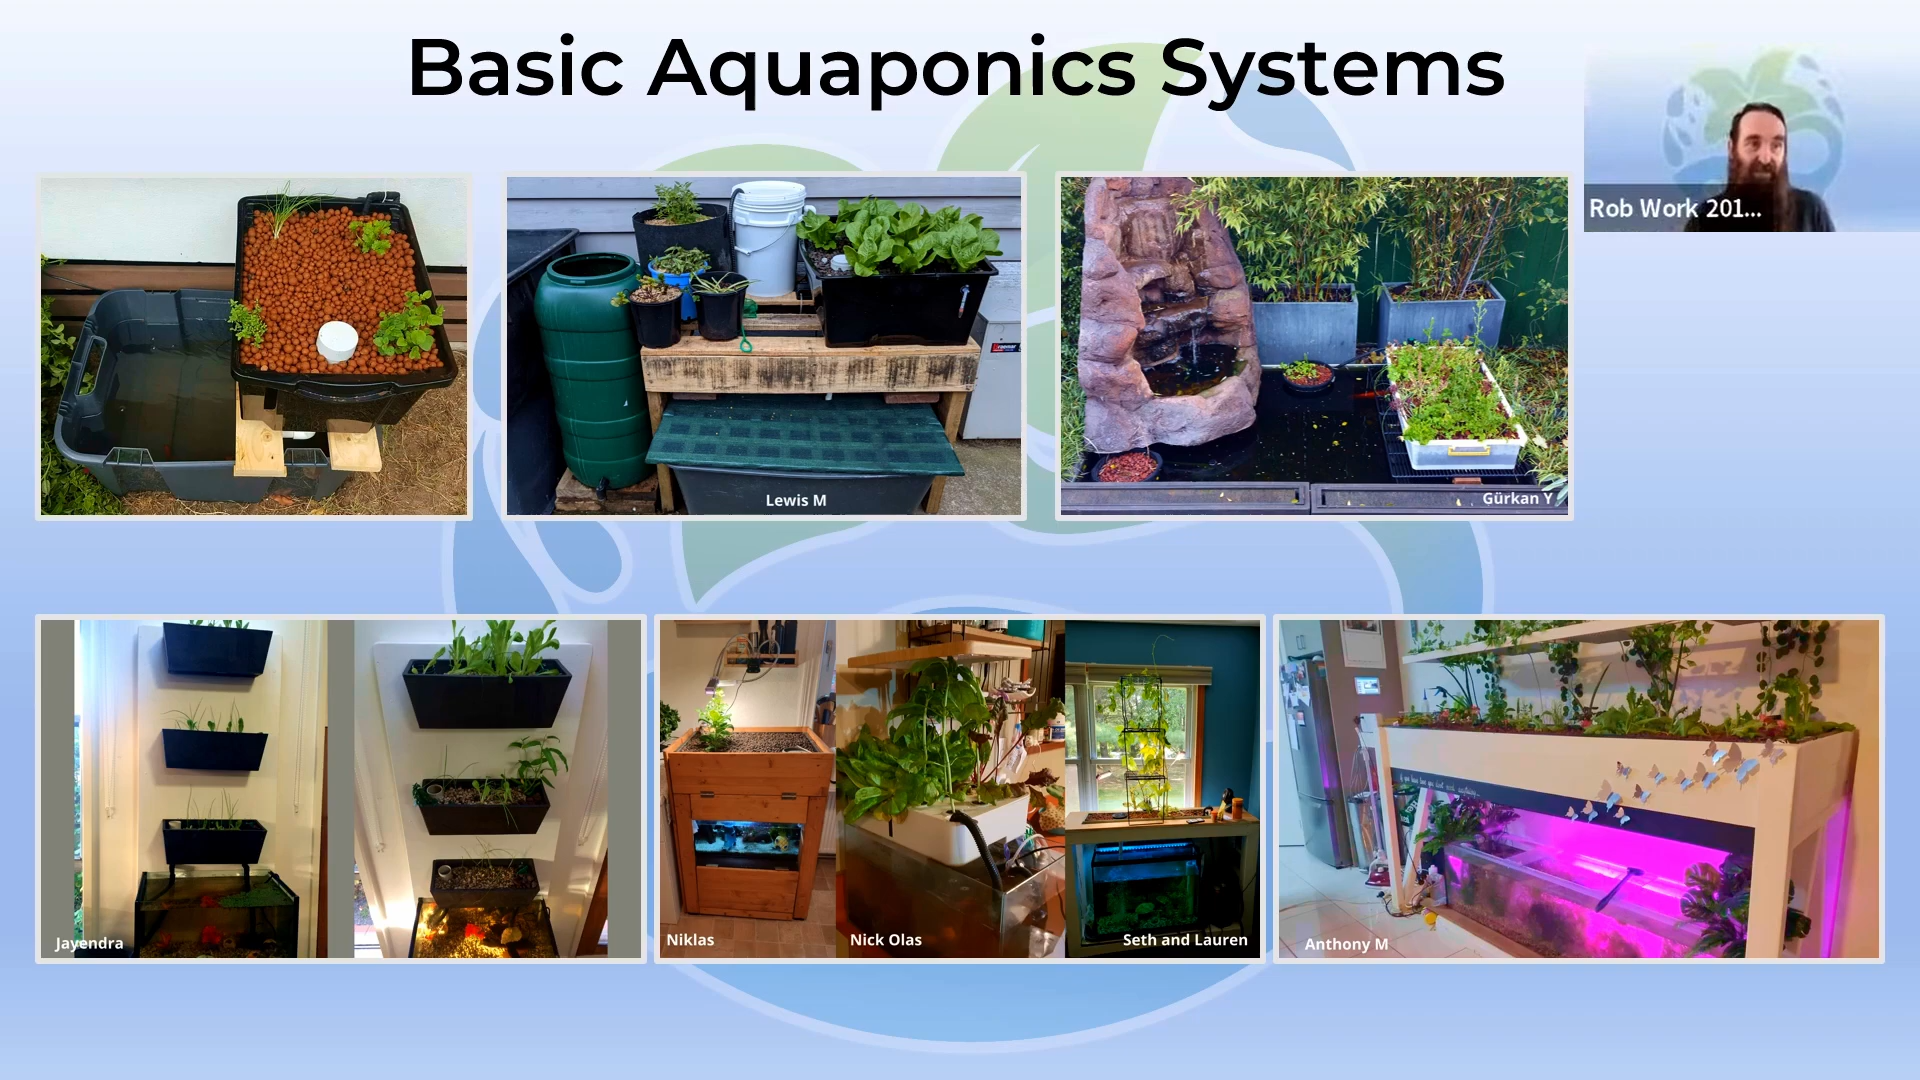 Basic Aquaponics Systems
Rob Work 201...
Lewis M
Gürkan Y
Jayendra
Niklas
Nick Olas
Seth and Lauren
Anthony M